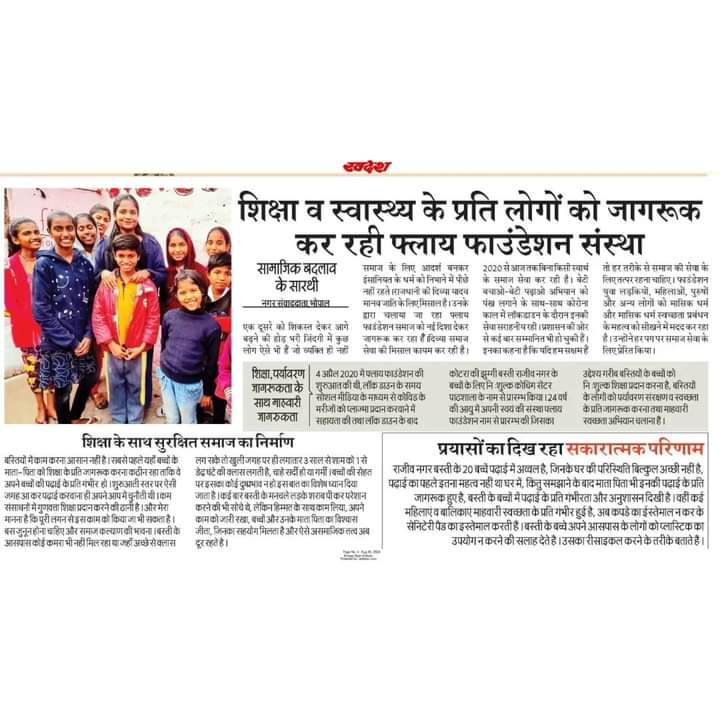 स्वदेश
शिक्षा व स्वास्थ्य के प्रति लोगों को जागरूक
कर रही फ्लाय फाउंडेशन संस्था
सामाजिक बदलाव
के सारथी
नगर संवाददाता भोपाल
एक दूसरे को शिकस्त देकर आगे
बढ़ने की होड़ भरी जिंदगी में कुछ
लोग ऐसे भी हैं जो व्यक्ति ही नहीं
समाज के लिए आदर्श बनकर
इंसानियत के धर्म को निभाने में पीछे
नहीं रहते। राजधानी की दिव्या यादव
मानव जाति के लिए मिसाल है। उनके
द्वारा चलाया जा रहा फ्लाय
फाउंडेशन समाज को नई दिशा देकर
जागरूक कर रहा हैं। दिव्या समाज
सेवा की मिसाल कायम कर रही है।
2020 से आज तक बिना किसी स्वार्थ
के समाज सेवा कर रही हैं। बेटी
बचाओ-बेटी पढ़ाओ अभियान को
पंख लगाने के साथ-साथ कोरोना
काल में लॉकडाउन के दौरान इनकी
सेवा सराहनीय रही। प्रशासन की ओर
से कई बार सम्मानित भी हो चुकी हैं।
इनका कहना है कि यदि हम सक्षम हैं
तो हर तरीके से समाज की सेवा के
लिए तत्पर रहना चाहिए। फाउंडेशन
युवा लड़कियों, महिलाओं, पुरुषों
और अन्य लोगों को मासिक धर्म
और मासिक धर्म स्वच्छता प्रबंधन
के महत्व को सीखने में मदद कर रहा
है। उन्होंने हर पग पर समाज सेवा के
लिए प्रेरित किया।
शिक्षा,पर्यावरण
जागरुकता के
साथ माहवारी
जागरुकता
4 अप्रैल 2020 में फ्लाय फाउंडेशन की
शुरुआत की थी, लॉक डाउन के समय
सोशल मीडिया के माध्यम से कोविड के
मरीजों को प्लाज्मा प्रदान करवाने में
सहायता की तथा लॉक डाउन के बाद
कोटरा की झुग्गी बस्ती राजीव नगर के
बच्चों के लिए नि:शुल्क कोचिंग सेंटर
पाठशाला के नाम से प्रारम्भ किया। 24 वर्ष
की आयु में अपनी स्वयं की संस्था फ्लाय
फाउंडेशन नाम से प्रारम्भ की जिसका
उद्देश्य गरीब बस्तियों के बच्चों को
नि:शुल्क शिक्षा प्रदान करना है, बस्तियों
के लोगों को पर्यावरण संरक्षण व स्वच्छता
के प्रति जागरुक करना तथा माहवारी
स्वच्छता अभियान चलाना है।
शिक्षा के साथ सुरक्षित समाज का निर्माण
बस्तियों में काम करना आसान नहीं है। सबसे पहले यहाँ बच्चों के
माता-पिता को शिक्षा के प्रति जागरूक करना कठीन रहा ताकि वे
अपने बच्चों की पढ़ाई के प्रति गंभीर हो। शुरुआती स्तर पर ऐसी
जगह आ कर पढ़ाई करवाना ही अपने आप में चुनौती थी। कम
संसाधनों में गुणवत्ता शिक्षा प्रदान करने की ठानी है। और मेरा
मानना है कि पूरी लगन से इस काम को किया जा भी सकता है।
बस जुनून होना चाहिए और समाज कल्याण की भावना। बस्ती के
आसपास कोई कमरा भी नहीं मिल रहा था जहाँ अच्छे से क्लास
लग सके तो खुली जगह पर ही लगातार 3 साल से शाम को 1 से
डेढ़ घंटे की क्लास लगती है, चाहे सर्दी हो या गर्मी। बच्चों की सेहत
पर इसका कोई दुष्प्रभाव न हो इस बात का विशेष ध्यान दिया
जाता है। कई बार बस्ती के मनचले लड़के शराब पी कर परेशान
करने की भी सोचे थे, लेकिन हिम्मत के साथ काम लिया, अपने
काम को जारी रखा, बच्चों और उनके माता पिता का विश्वास
जीता, जिनका सहयोग मिलता है और ऐसे असामाजिक तत्व अब
दूर रहते है।
प्रयासों का दिख रहा सकारात्मक परिणाम
राजीव नगर बस्ती के 20 बच्चे पढ़ाई में अव्वल है, जिनके घर की परिस्थिति बिल्कुल अच्छी नहीं है,
पढ़ाई का पहले इतना महत्व नहीं था घर में, किंतु समझाने के बाद माता पिता भी इनकी पढ़ाई के प्रति
जागरूक हुए है, बस्ती के बच्चों में पढ़ाई के प्रति गंभीरता और अनुशासन दिखी है। वहीं कई
महिलाएं व बालिकाएं माहवारी स्वच्छता के प्रति गंभीर हुई है, अब कपडे का ईस्तेमाल न कर के
सेनिटेरी पैड का इस्तेमाल करती हैं। बस्ती के बच्चे अपने आसपास के लोगों को प्लास्टिक का
उपयोग न करने की सलाह देते है। उसका रीसाइकल करने के तरीके बताते हैं।